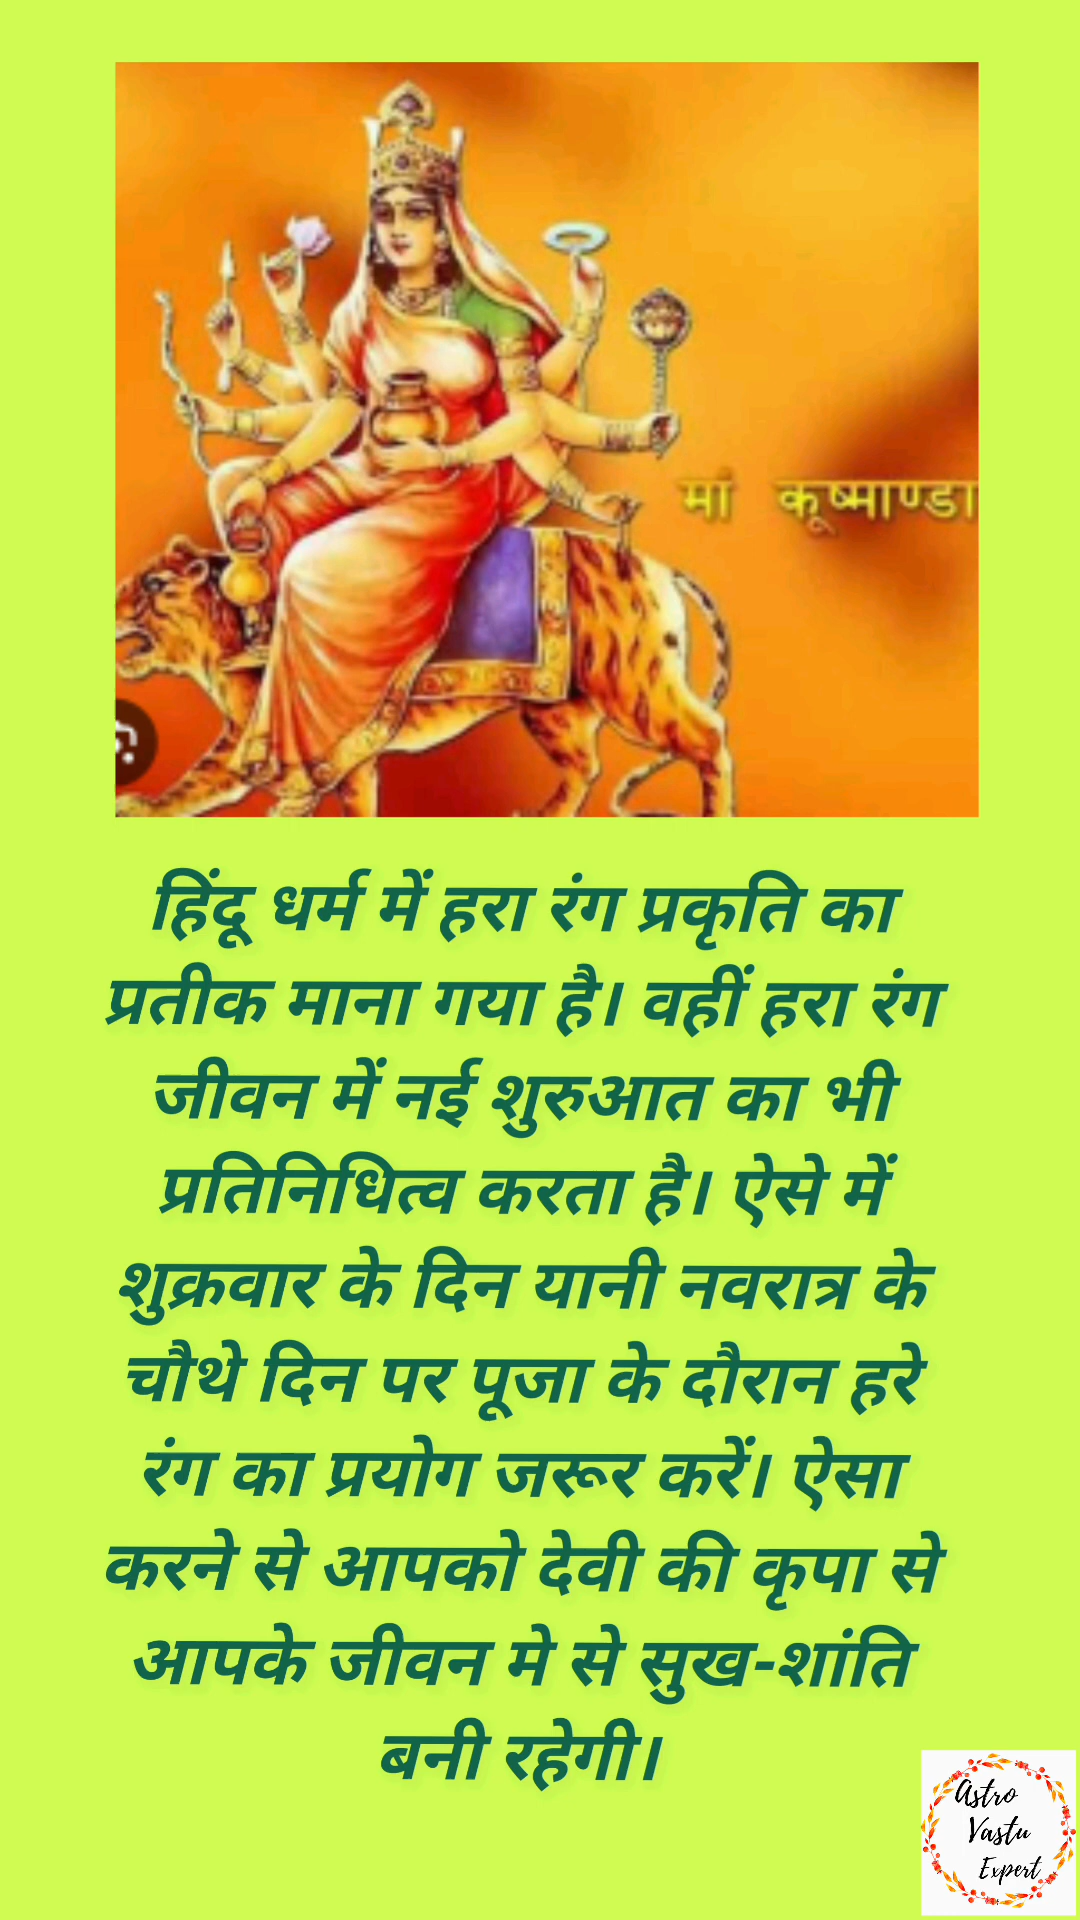 मां कूष्माण्डा
हिंदू धर्म में हरा रंग प्रकृति का
प्रतीक माना गया है। वहीं हरा रंग
जीवन में नई शुरुआत का भी
प्रतिनिधित्व करता है। ऐसे में
शुक्रवार के दिन यानी नवरात्र के
चौथे दिन पर पूजा के दौरान हरे
रंग का प्रयोग जरूर करें। ऐसा
करने से आपको देवी की कृपा से
आपके जीवन मे से सुख-शांति
बनी रहेगी।
Astro
Vastu
Expert